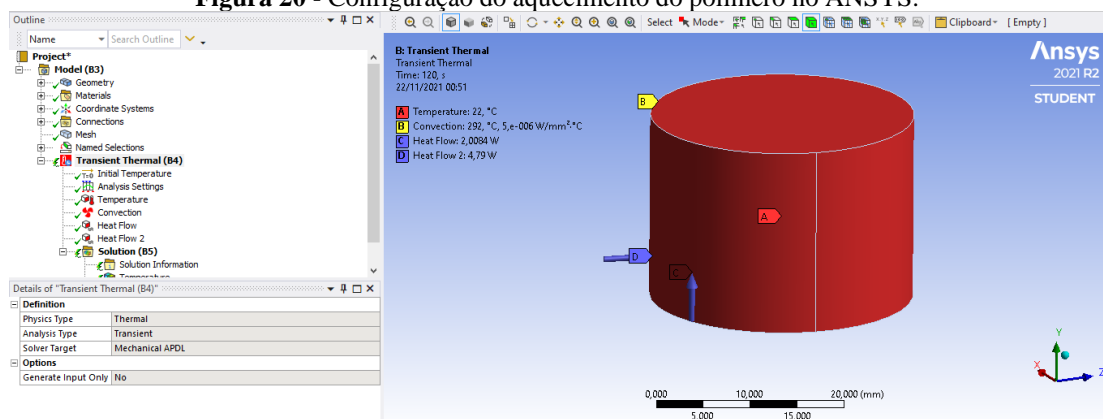 Figura 26 - Configuração do aquecimento do polímero no ANSYS.
Outline
Name
Search Outline
Select
Mode
Clipboard
[ Empty ]
Project*
Model (B3)
Geometry
Materials
Coordinate Systems
Connections
Mesh
Named Selections
Transient Thermal (B4)
T=0 Initial Temperature
Analysis Settings
Temperature
Convection
Heat Flow
Heat Flow 2
Solution (B5)
Solution Information
Temperature
Details of "Transient Thermal (B4)"
Definition
Physics Type Thermal
Analysis Type Transient
Solver Target Mechanical APDL
Options
Generate Input Only No
B: Transient Thermal
Transient Thermal
Time: 120, s
22/11/2021 00:51
A Temperature: 22, °C
B Convection: 292, °C, 5,e-006 W/mm²·°C
C Heat Flow: 2,0084 W
D Heat Flow 2: 4,79 W
Ansys
2021 R2
STUDENT
B
A
D
C
Y
X
Z
0,000 10,000 20,000 (mm)
5,000 15,000